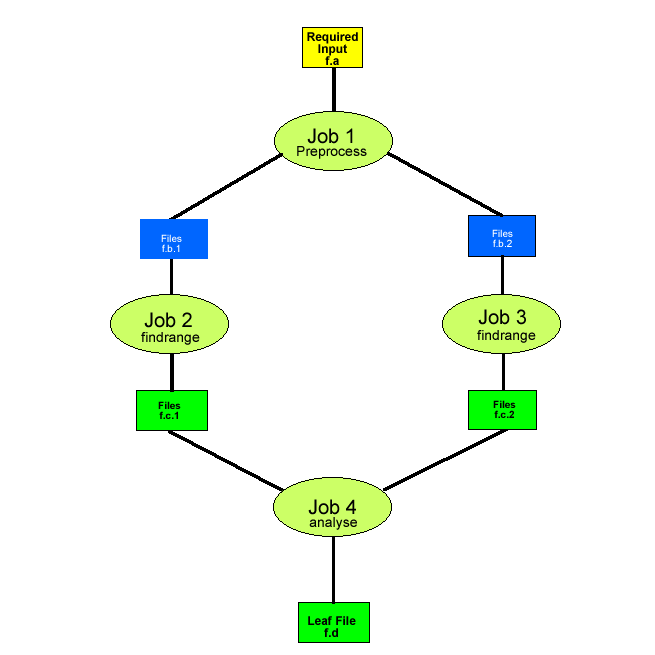 Required
Input
f.a
Job 1
Preprocess
Files
f.b.1
Files
f.b.2
Job 2
findrange
Job 3
findrange
Files
f.c.1
Files
f.c.2
Job 4
analyse
Leaf File
f.d